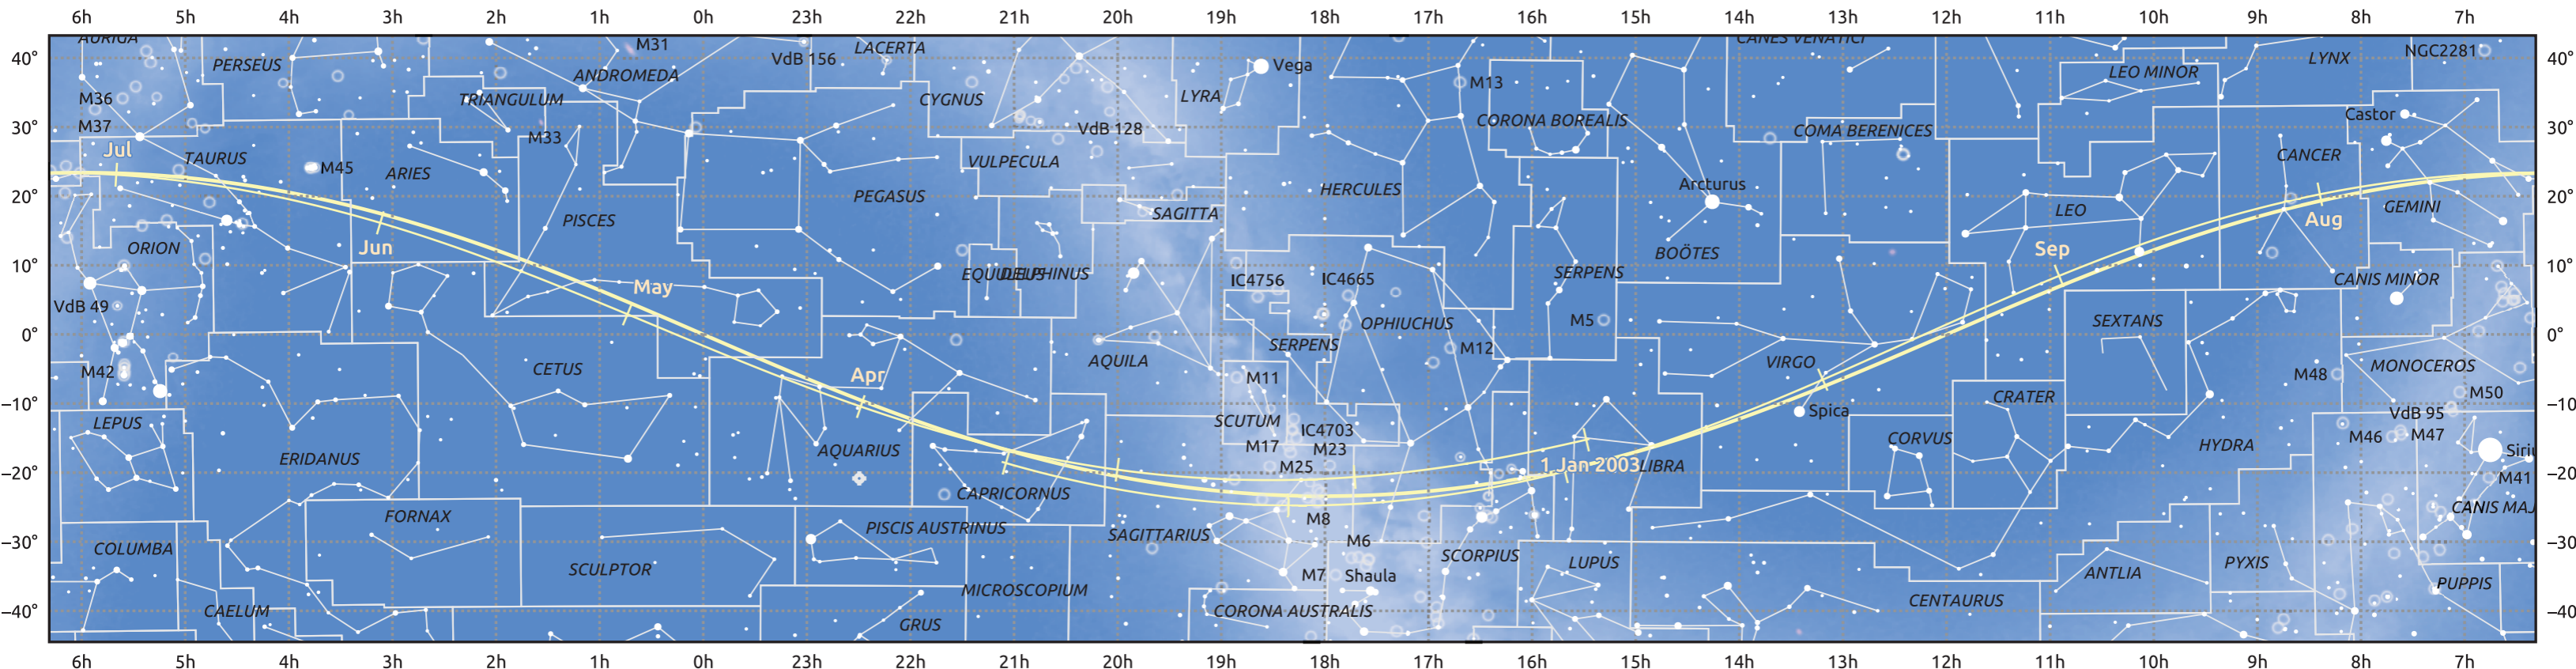 6h 5h 4h 3h 2h 1h 0h 23h 22h 21h 20h 19h 18h 17h 16h 15h 14h 13h 12h 11h 10h 9h 8h 7h
AURIGA M31 LACERTA CANES VENATICI
40° PERSEUS ANDROMEDA VdB 156 Vega LYNX NGC2281 40°
M36 TRIANGULUM CYGNUS LYRA M13 LEO MINOR
M37 M33 VdB 128 CORONA BOREALIS COMA BERENICES Castor
30° 30°
Jul TAURUS M45 ARIES VULPECULA CANCER
20° PISCES PEGASUS SAGITTA HERCULES Arcturus LEO Aug GEMINI 20°
ORION Jun BOÖTES Sep
10° EQUULEUS DELPHINUS IC4756 IC4665 SERPENS CANIS MINOR 10°
VdB 49 May OPHIUCHUS M5 SEXTANS
0° SERPENS M12 0°
M42 CETUS Apr AQUILA M11 VIRGO M48 MONOCEROS
−10° Spica CRATER M50 −10
LEPUS SCUTUM IC4703 VdB 95
ERIDANUS AQUARIUS M17 M23 CORVUS HYDRA M46 M47
−20° M25 1 Jan 2003 LIBRA M41 −20
CAPRICORNUS Siriu
FORNAX PISCIS AUSTRINUS M8 CANIS MAJ
−30° COLUMBA SAGITTARIUS M6 SCORPIUS LUPUS PYXIS −30
SCULPTOR M7 Shaula ANTLIA
MICROSCOPIUM PUPPIS
−40° CAELUM GRUS CORONA AUSTRALIS CENTAURUS −40
6h 5h 4h 3h 2h 1h 0h 23h 22h 21h 20h 19h 18h 17h 16h 15h 14h 13h 12h 11h 10h 9h 8h 7h